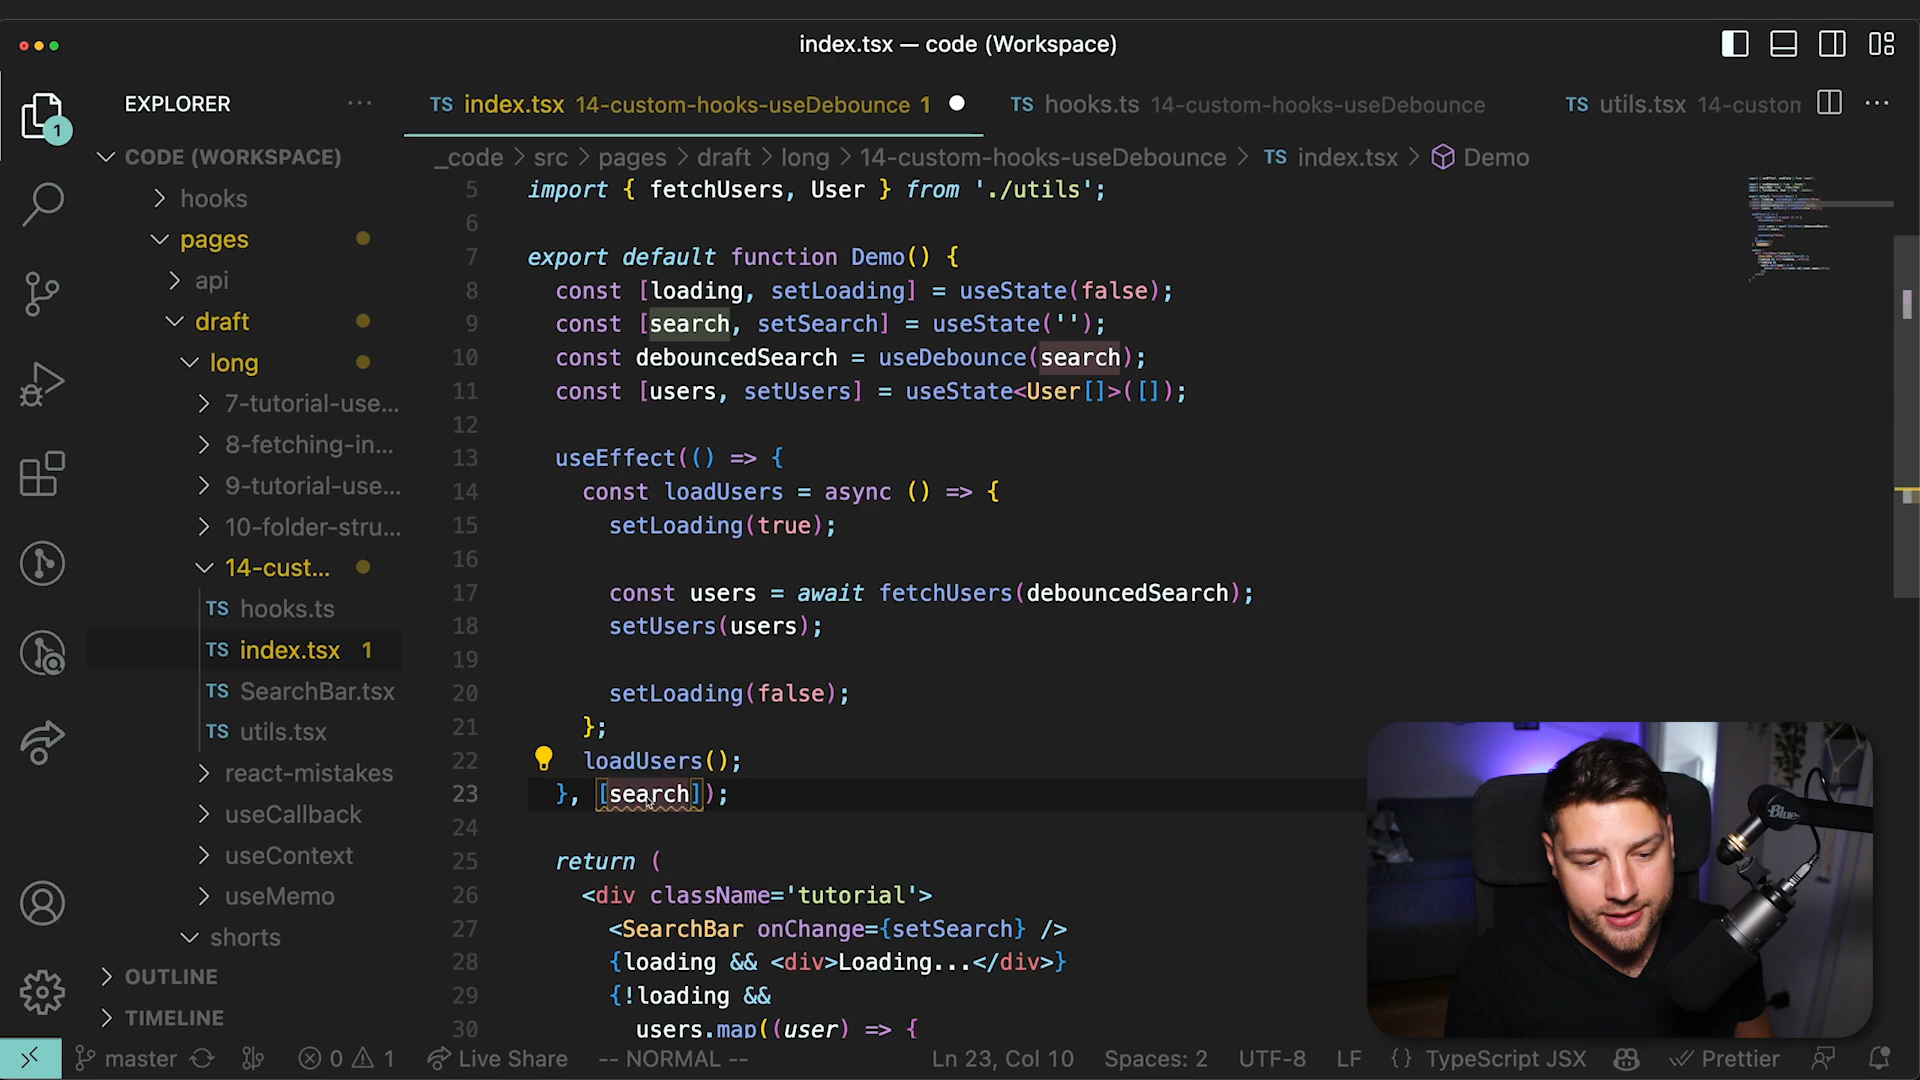 index.tsx — code (Workspace)
1
EXPLORER
CODE (WORKSPACE)
hooks
pages
api
draft
long
7-tutorial-use...
8-fetching-in...
9-tutorial-use...
10-folder-stru...
14-cust...
TS hooks.ts
TS index.tsx 1
TS SearchBar.tsx
TS utils.tsx
react-mistakes
useCallback
useContext
useMemo
shorts
OUTLINE
TIMELINE
TS index.tsx 14-custom-hooks-useDebounce 1
TS hooks.ts 14-custom-hooks-useDebounce
TS utils.tsx 14-custom
_code > src > pages > draft > long > 14-custom-hooks-useDebounce > TS index.tsx > Demo
5 import { fetchUsers, User } from './utils';
6
7 export default function Demo() {
8 const [loading, setLoading] = useState(false);
9 const [search, setSearch] = useState('');
10 const debouncedSearch = useDebounce(search);
11 const [users, setUsers] = useState<User[]>([]);
12
13 useEffect(() => {
14 const loadUsers = async () => {
15 setLoading(true);
16
17 const users = await fetchUsers(debouncedSearch);
18 setUsers(users);
19
20 setLoading(false);
21 };
22 loadUsers();
23 }, [search]);
24
25 return (
26 <div className='tutorial'>
27 <SearchBar onChange={setSearch} />
28 {loading && <div>Loading...</div>}
29 {!loading &&
30 users.map((user) => {
Blue
master 0 1 Live Share -- NORMAL -- Ln 23, Col 10 Spaces: 2 UTF-8 LF {} TypeScript JSX Prettier